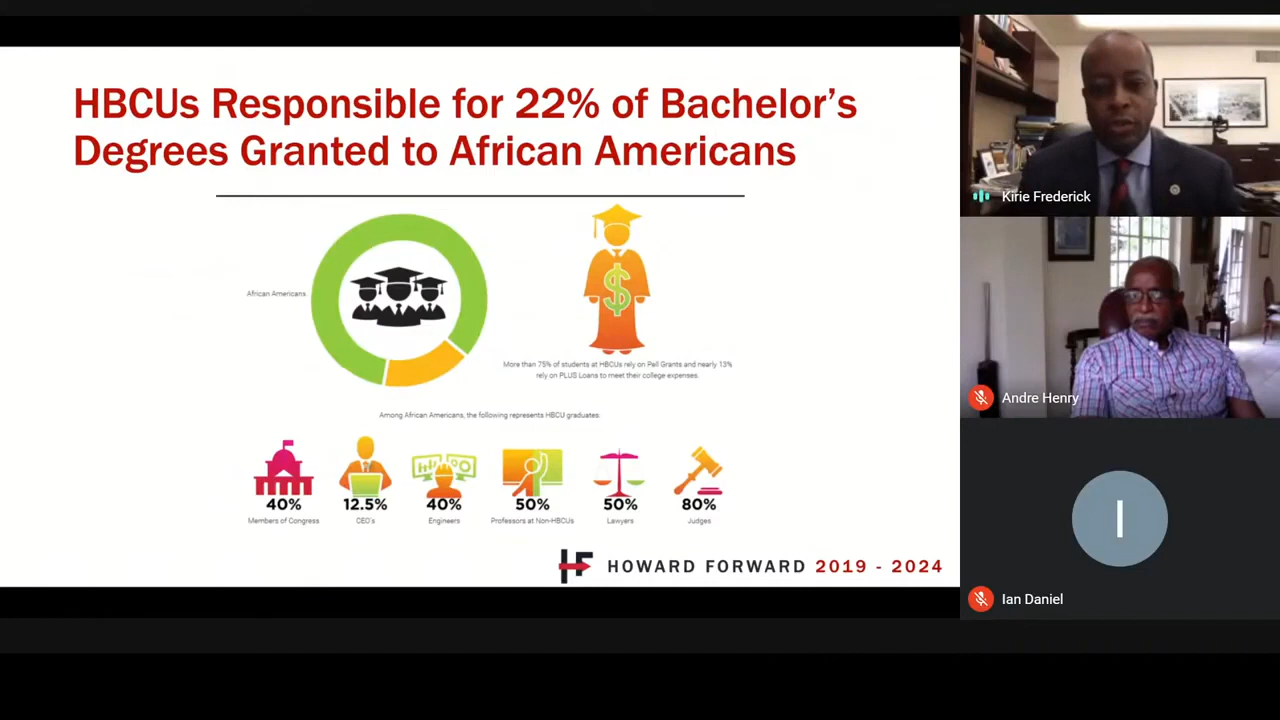 HBCUs Responsible for 22% of Bachelor's
Degrees Granted to African Americans
African Americans
More than 75% of students at HBCUs rely on Pell Grants and nearly 13%
rely on PLUS Loans to meet their college expenses.
Among African Americans, the following represents HBCU graduates:
40%
Members of Congress
12.5%
CEO's
40%
Engineers
50%
Professors at Non-HBCUs
50%
Lawyers
80%
Judges
HF HOWARD FORWARD 2019 - 2024
Kirie Frederick
Andre Henry
I
Ian Daniel